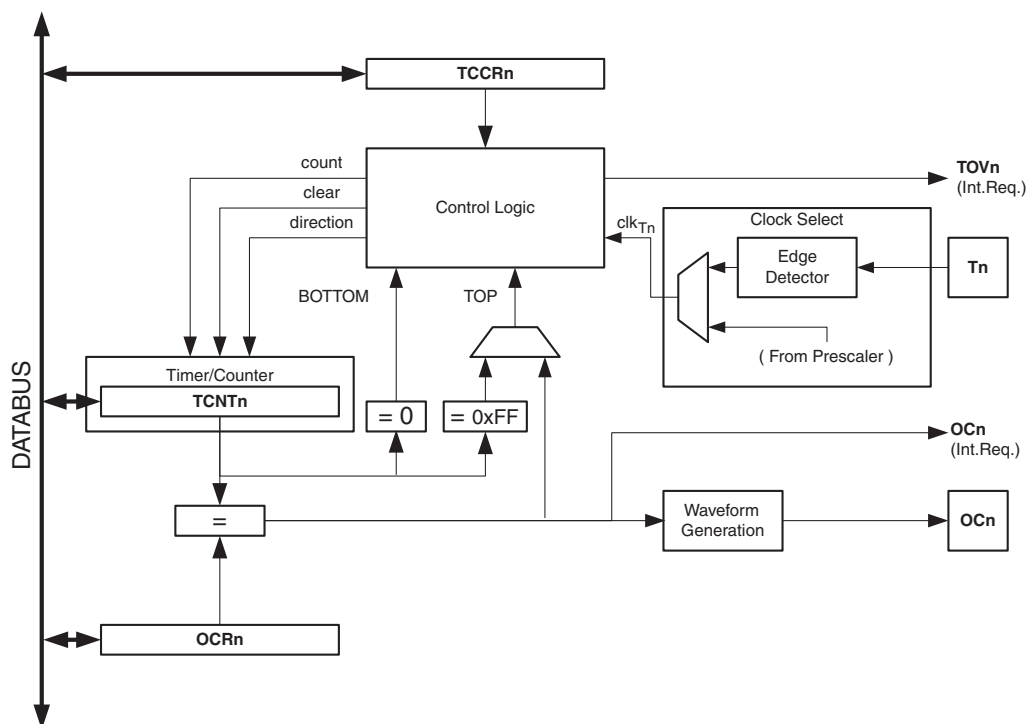 TCCRn
count
clear
direction
Control Logic
TOVn
(Int.Req.)
clkTn
Clock Select
Edge
Detector
Tn
( From Prescaler )
BOTTOM
TOP
Timer/Counter
TCNTn
= 0
= 0xFF
DATABUS
OCn
(Int.Req.)
=
Waveform
Generation
OCn
OCRn